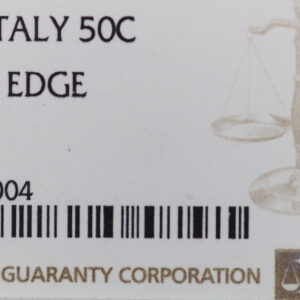 ITALY 50C
EDGE
004
GUARANTY CORPORATION